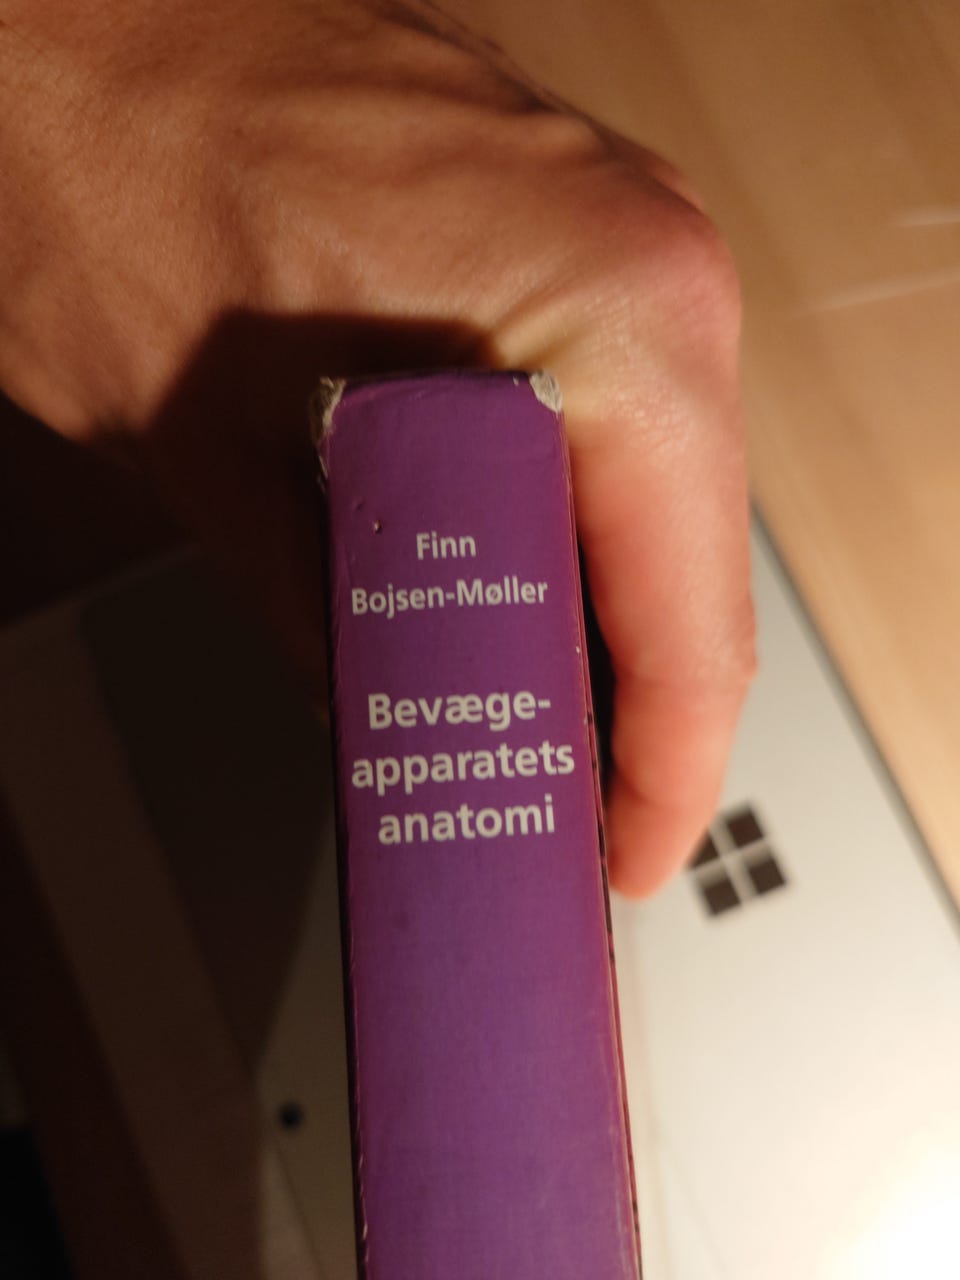 Finn
Bojsen-Møller
Bevæge-
apparatets
anatomi